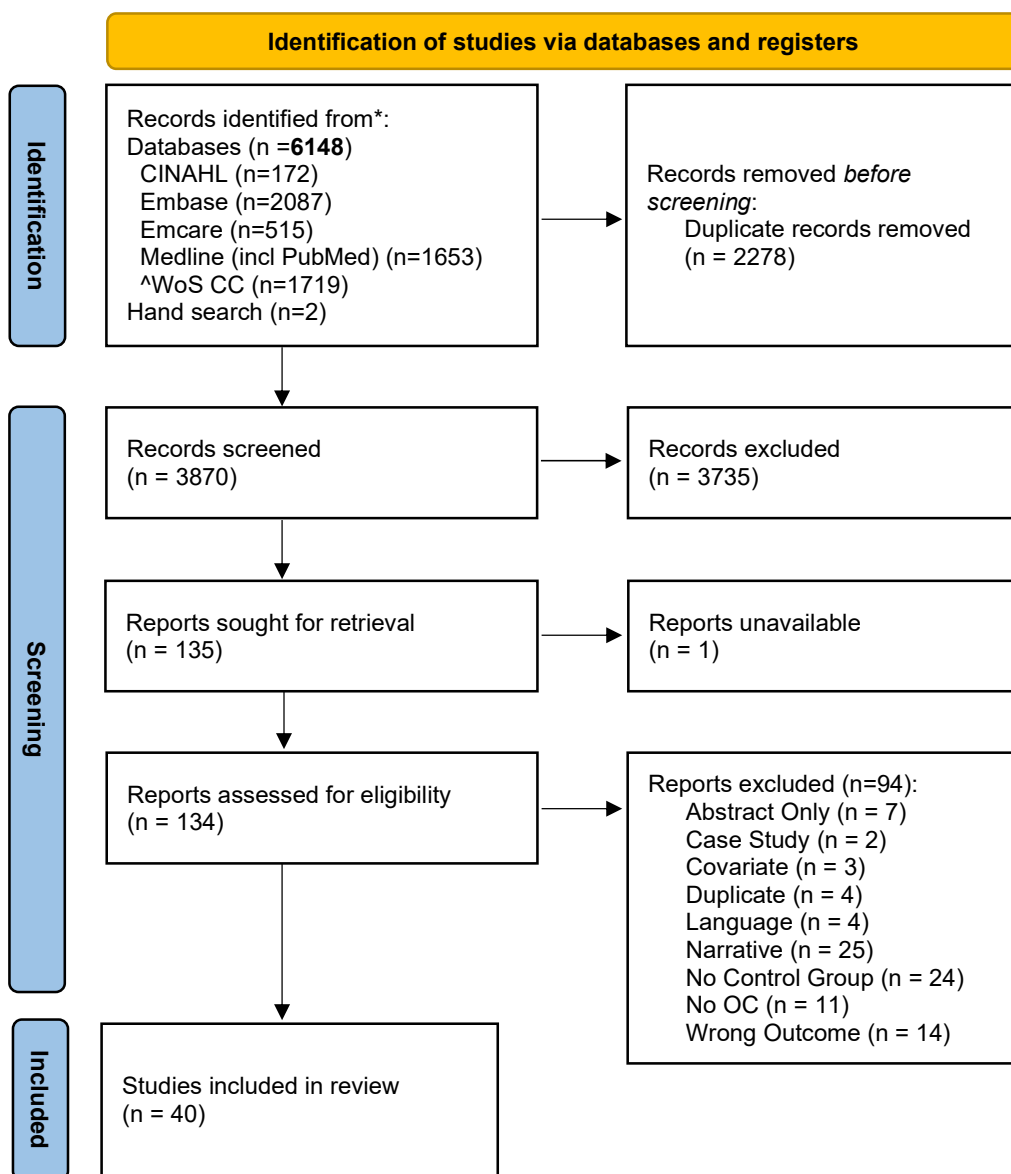 Identification of studies via databases and registers
Identification
Records identified from*:
Databases (n =6148)
CINAHL (n=172)
Embase (n=2087)
Emcare (n=515)
Medline (incl PubMed) (n=1653)
^WoS CC (n=1719)
Hand search (n=2)
Records removed before
screening:
Duplicate records removed
(n = 2278)
Screening
Records screened
(n = 3870)
Records excluded
(n = 3735)
Reports sought for retrieval
(n = 135)
Reports unavailable
(n = 1)
Reports assessed for eligibility
(n = 134)
Reports excluded (n=94):
Abstract Only (n = 7)
Case Study (n = 2)
Covariate (n = 3)
Duplicate (n = 4)
Language (n = 4)
Narrative (n = 25)
No Control Group (n = 24)
No OC (n = 11)
Wrong Outcome (n = 14)
Included
Studies included in review
(n = 40)